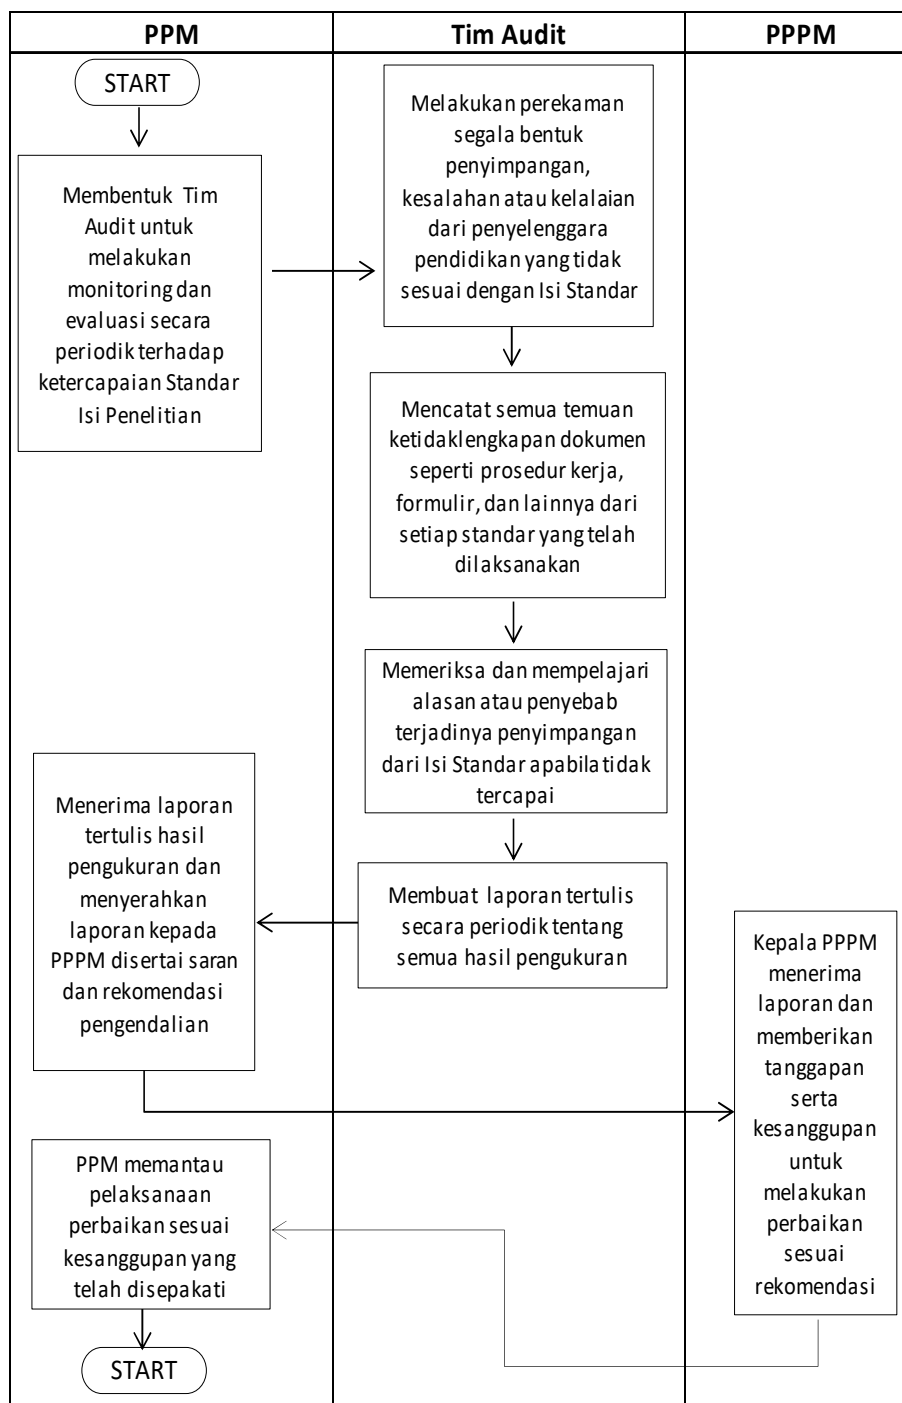 PPM
Tim Audit
PPPM
START
Membentuk Tim
Audit untuk
melakukan
monitoring dan
evaluasi secara
periodik terhadap
ketercapaian Standar
Isi Penelitian
Melakukan perekaman
segala bentuk
penyimpangan,
kesalahan atau kelalaian
dari penyelenggara
pendidikan yang tidak
sesuai dengan Isi Standar
Mencatat semua temuan
ketidaklengkapan dokumen
seperti prosedur kerja,
formulir, dan lainnya dari
setiap standar yang telah
dilaksanakan
Memeriksa dan mempelajari
alasan atau penyebab
terjadinya penyimpangan
dari Isi Standar apabila tidak
tercapai
Membuat laporan tertulis
secara periodik tentang
semua hasil pengukuran
Menerima laporan
tertulis hasil
pengukuran dan
menyerahkan
laporan kepada
PPPM disertai saran
dan rekomendasi
pengendalian
Kepala PPPM
menerima
laporan dan
memberikan
tanggapan
serta
kesanggupan
untuk
melakukan
perbaikan
sesuai
rekomendasi
PPM memantau
pelaksanaan
perbaikan sesuai
kesanggupan yang
telah disepakati
START